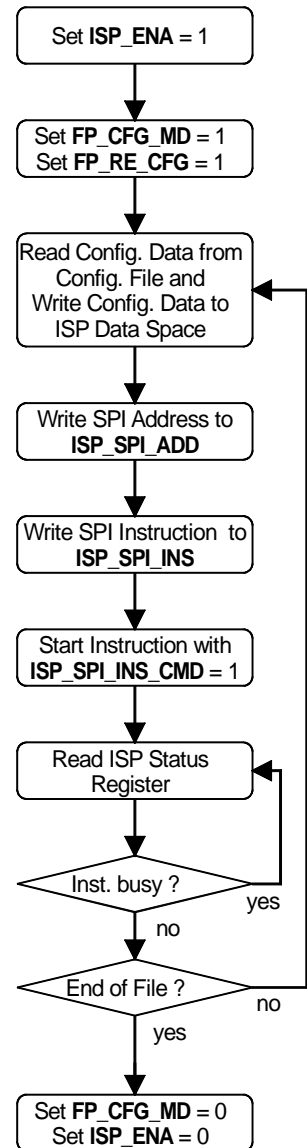 Set ISP_ENA = 1
Set FP_CFG_MD = 1
Set FP_RE_CFG = 1
Read Config. Data from
Config. File and
Write Config. Data to
ISP Data Space
Write SPI Address to
ISP_SPI_ADD
Write SPI Instruction to
ISP_SPI_INS
Start Instruction with
ISP_SPI_INS_CMD = 1
Read ISP Status
Register
Inst. busy ?
yes
no
End of File ?
no
yes
Set FP_CFG_MD = 0
Set ISP_ENA = 0